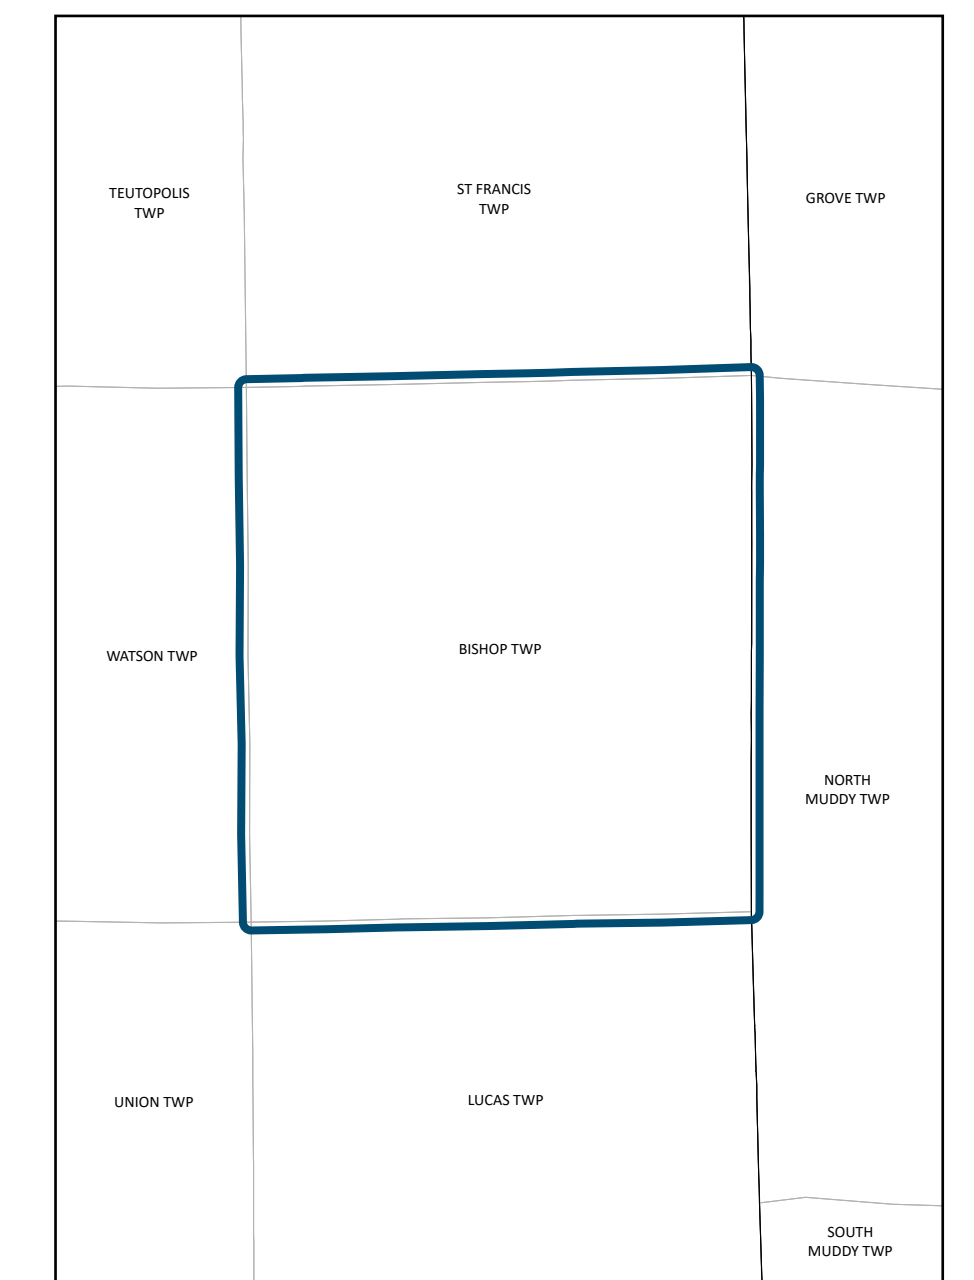 TEUTOPOLIS
TWP
ST FRANCIS
TWP
GROVE TWP
WATSON TWP
BISHOP TWP
NORTH
MUDDY TWP
UNION TWP
LUCAS TWP
SOUTH
MUDDY TWP